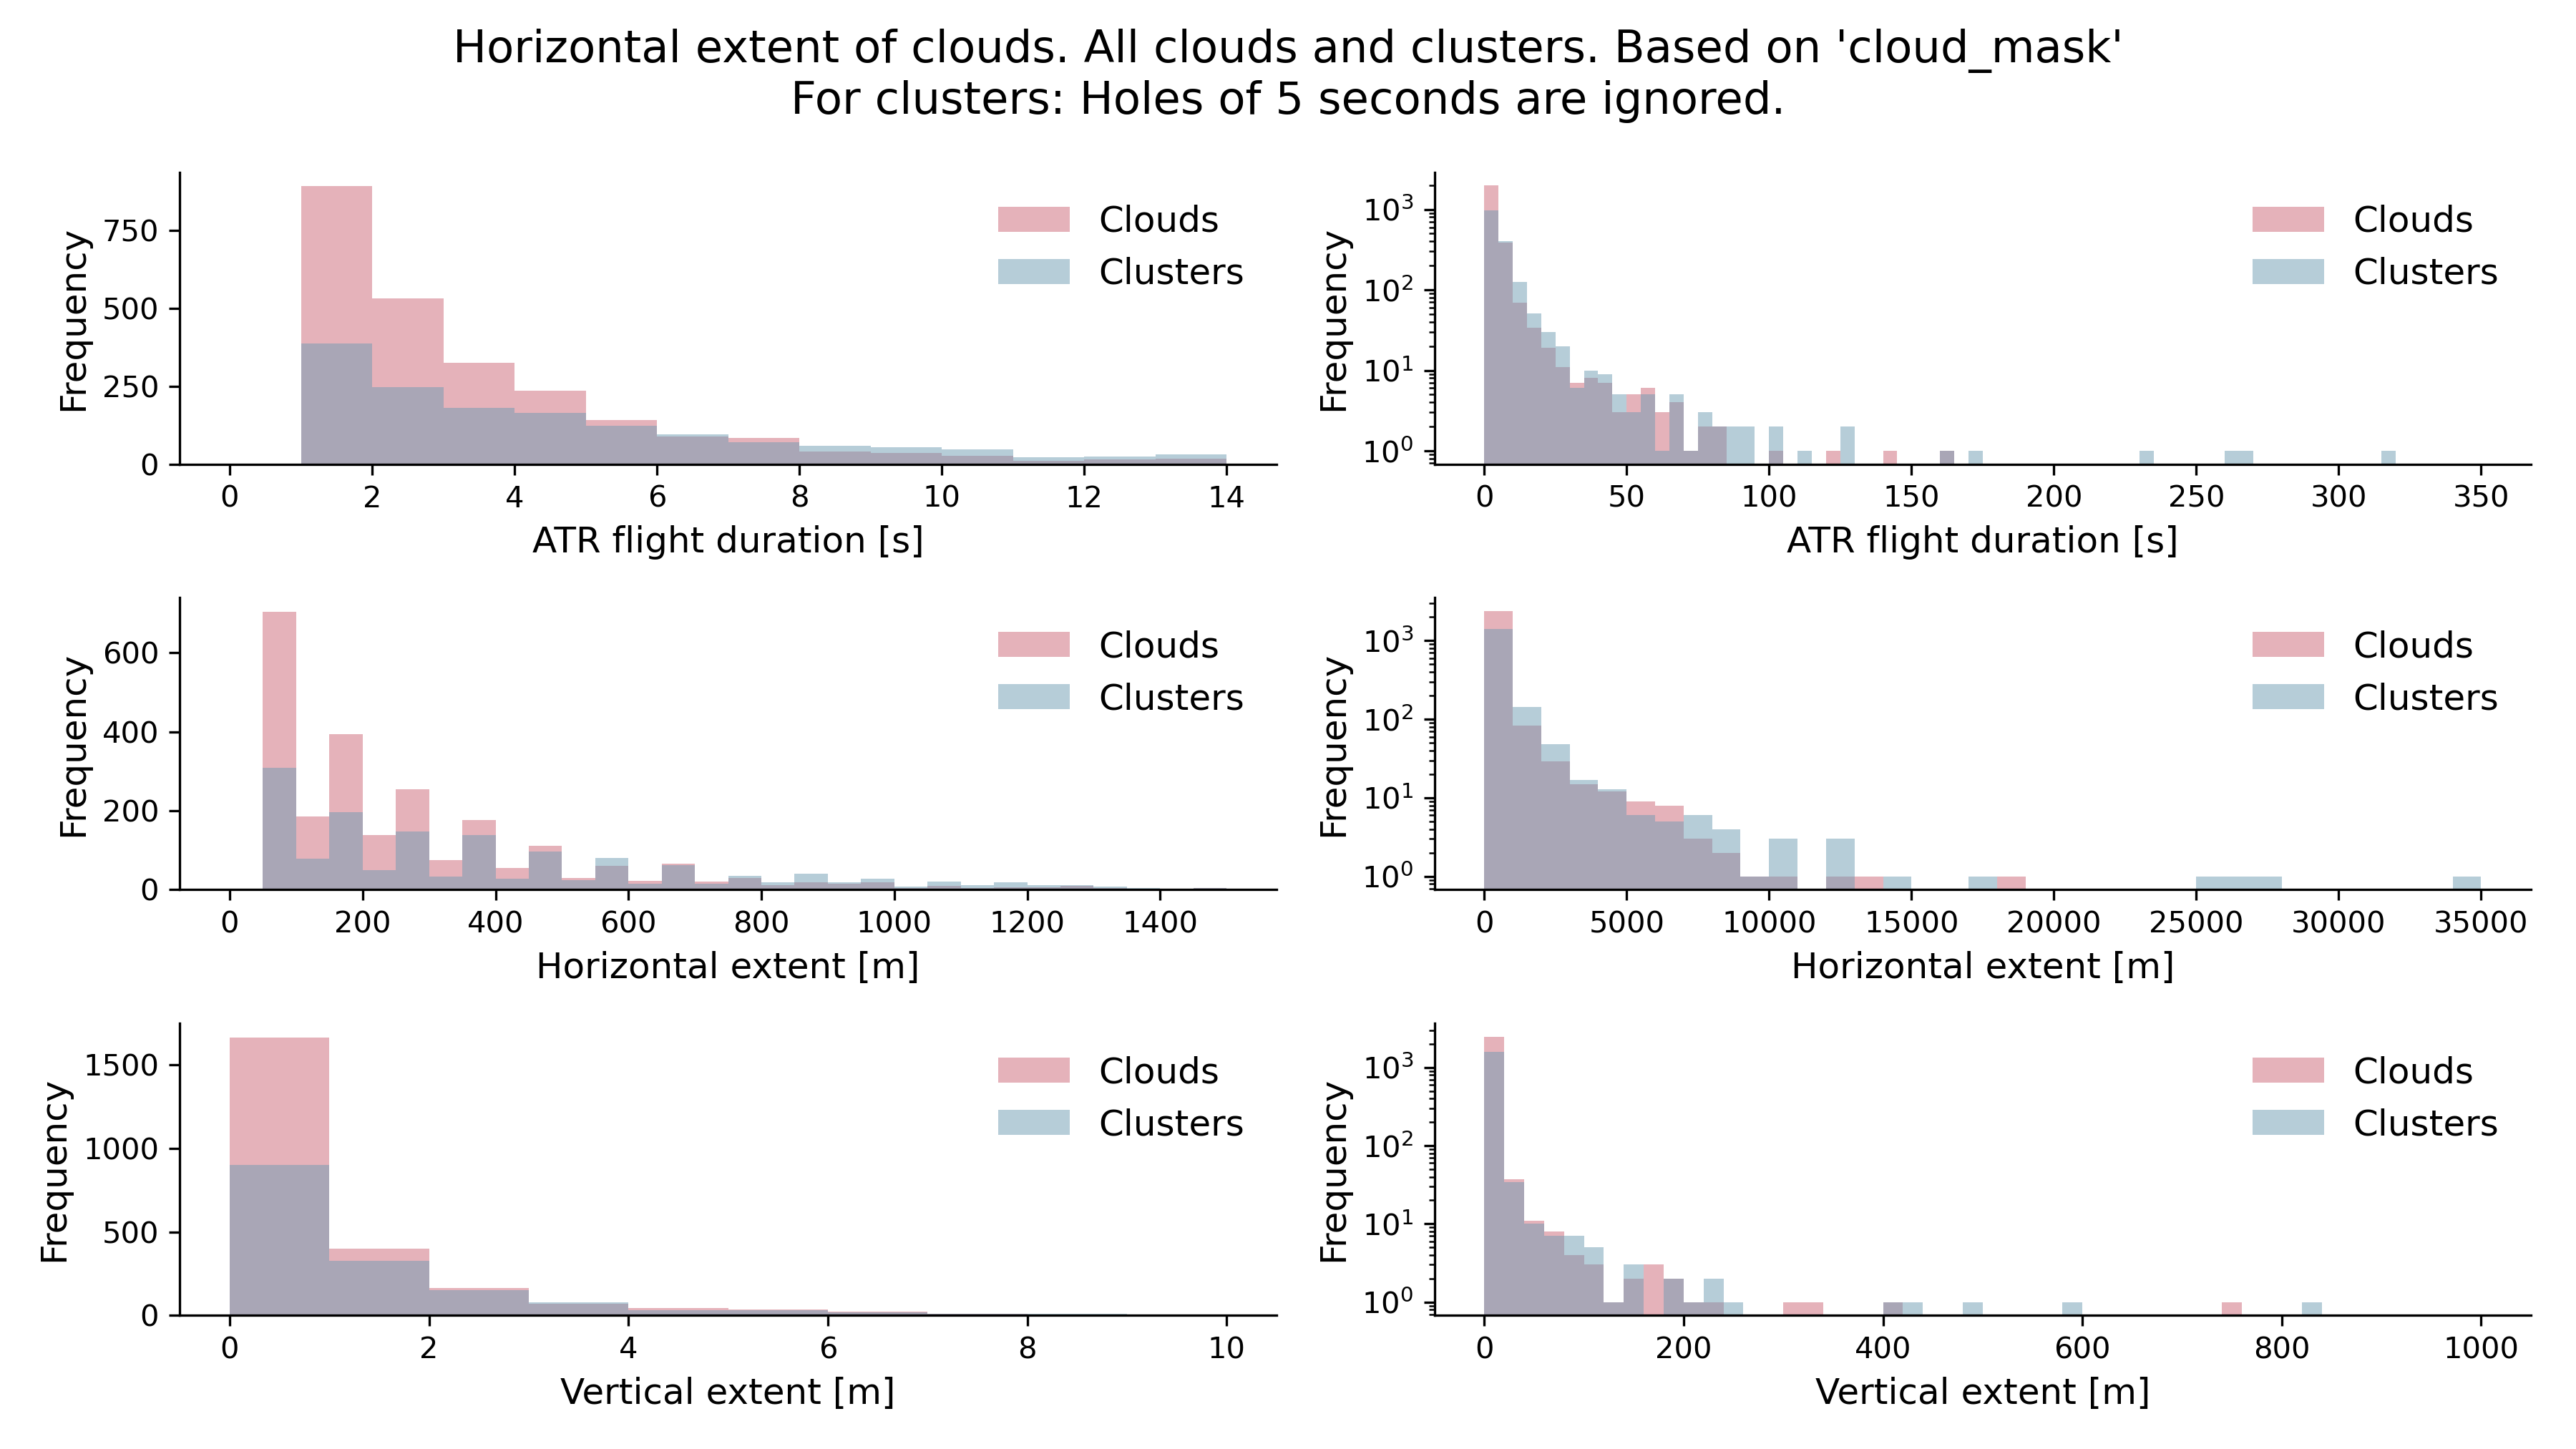 Horizontal extent of clouds. All clouds and clusters. Based on 'cloud_mask'
For clusters: Holes of 5 seconds are ignored.
Frequency
750
500
250
0
Clouds
Clusters
0 2 4 6 8 10 12 14
ATR flight duration [s]
Frequency
10³
10²
10¹
10⁰
Clouds
Clusters
0 50 100 150 200 250 300 350
ATR flight duration [s]
Frequency
600
400
200
0
Clouds
Clusters
0 200 400 600 800 1000 1200 1400
Horizontal extent [m]
Frequency
10³
10²
10¹
10⁰
Clouds
Clusters
0 5000 10000 15000 20000 25000 30000 35000
Horizontal extent [m]
Frequency
1500
1000
500
0
Clouds
Clusters
0 2 4 6 8 10
Vertical extent [m]
Frequency
10³
10²
10¹
10⁰
Clouds
Clusters
0 200 400 600 800 1000
Vertical extent [m]